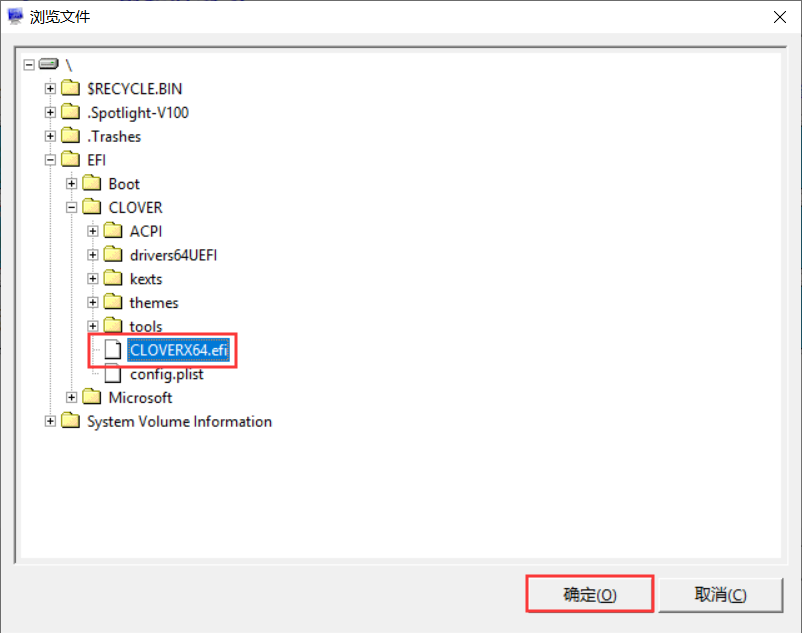 浏览文件
\
$RECYCLE.BIN
.Spotlight-V100
.Trashes
EFI
Boot
CLOVER
ACPI
drivers64UEFI
kexts
themes
tools
CLOVERX64.efi
config.plist
Microsoft
System Volume Information
确定(O) 取消(C)